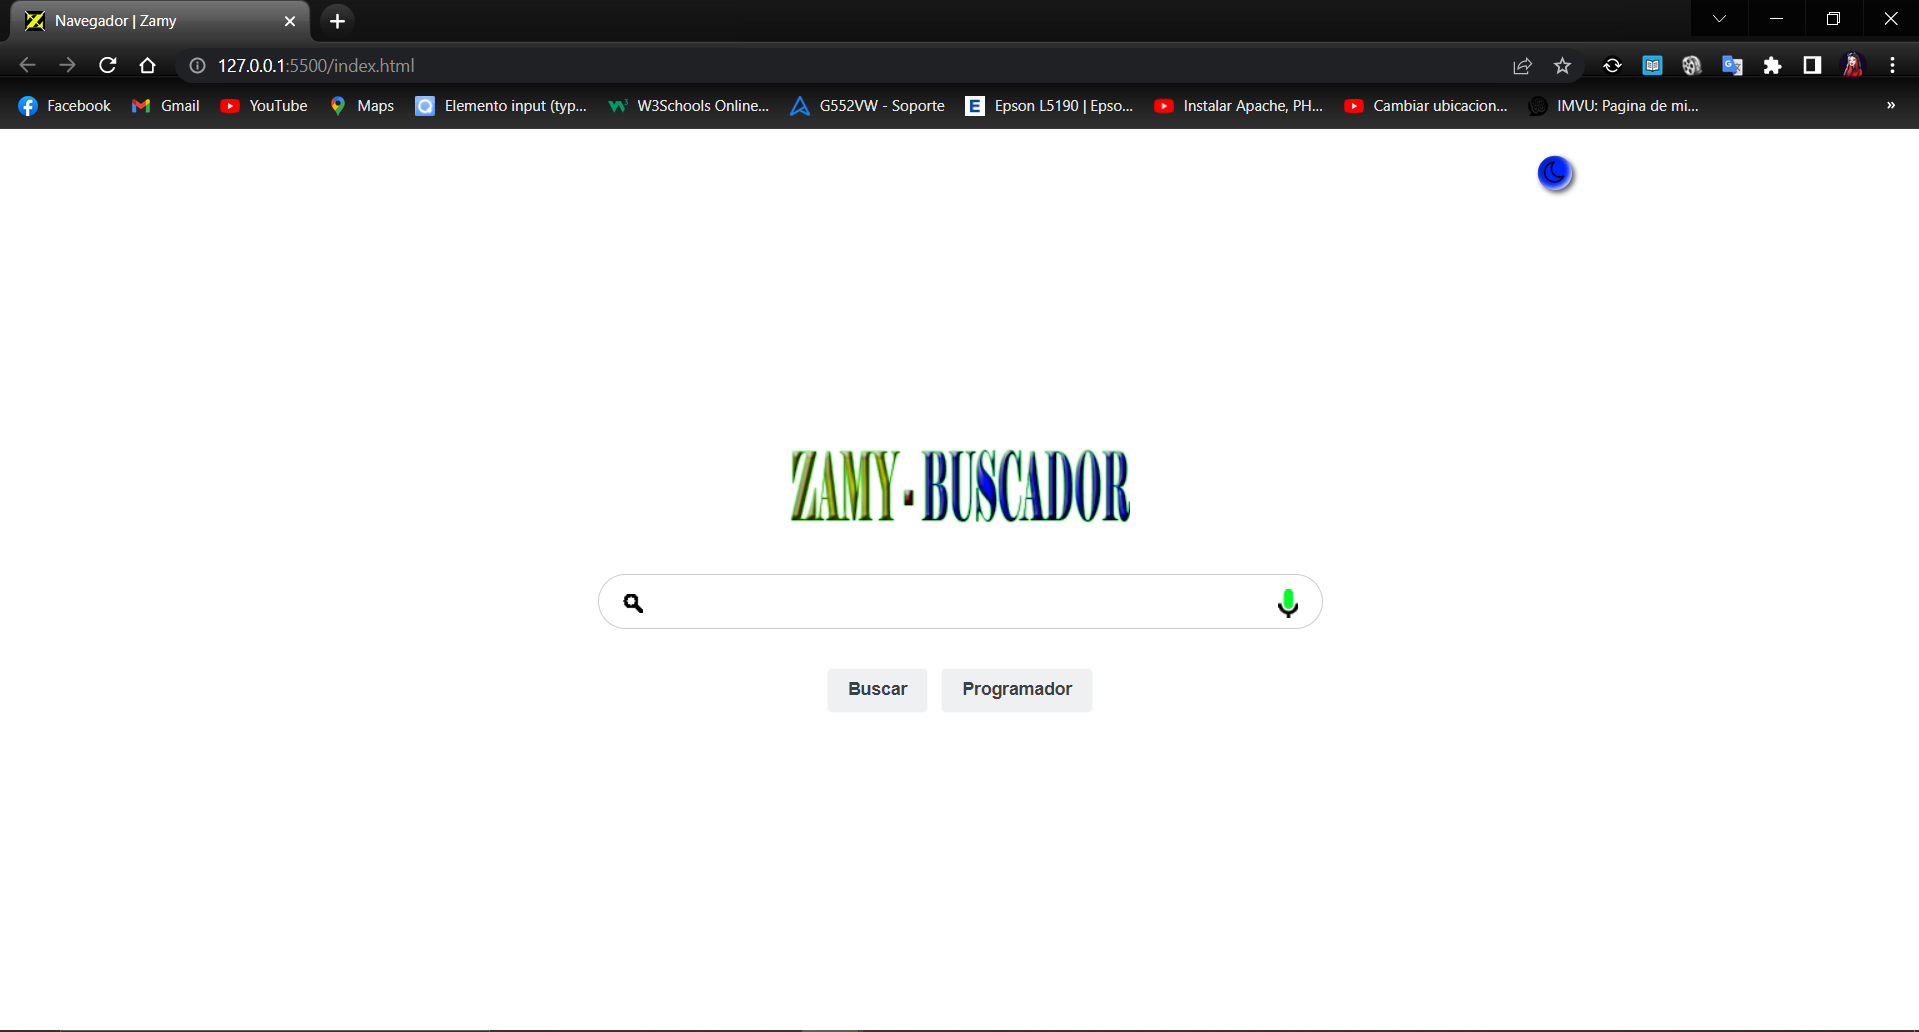 Navegador | Zamy
127.0.0.1:5500/index.html
Facebook Gmail YouTube Maps Elemento input (typ... W3Schools Online... G552VW - Soporte Epson L5190 | Epso... Instalar Apache, PH... Cambiar ubicacion... IMVU: Pagina de mi... »
ZAMY - BUSCADOR
Buscar Programador